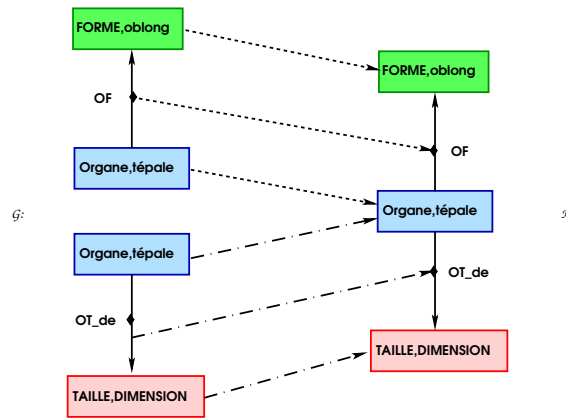 FORME,oblong
FORME,oblong
OF
OF
Organe,tépale
Organe,tépale
G:
Organe,tépale
OT_de
OT_de
TAILLE,DIMENSION
TAILLE,DIMENSION